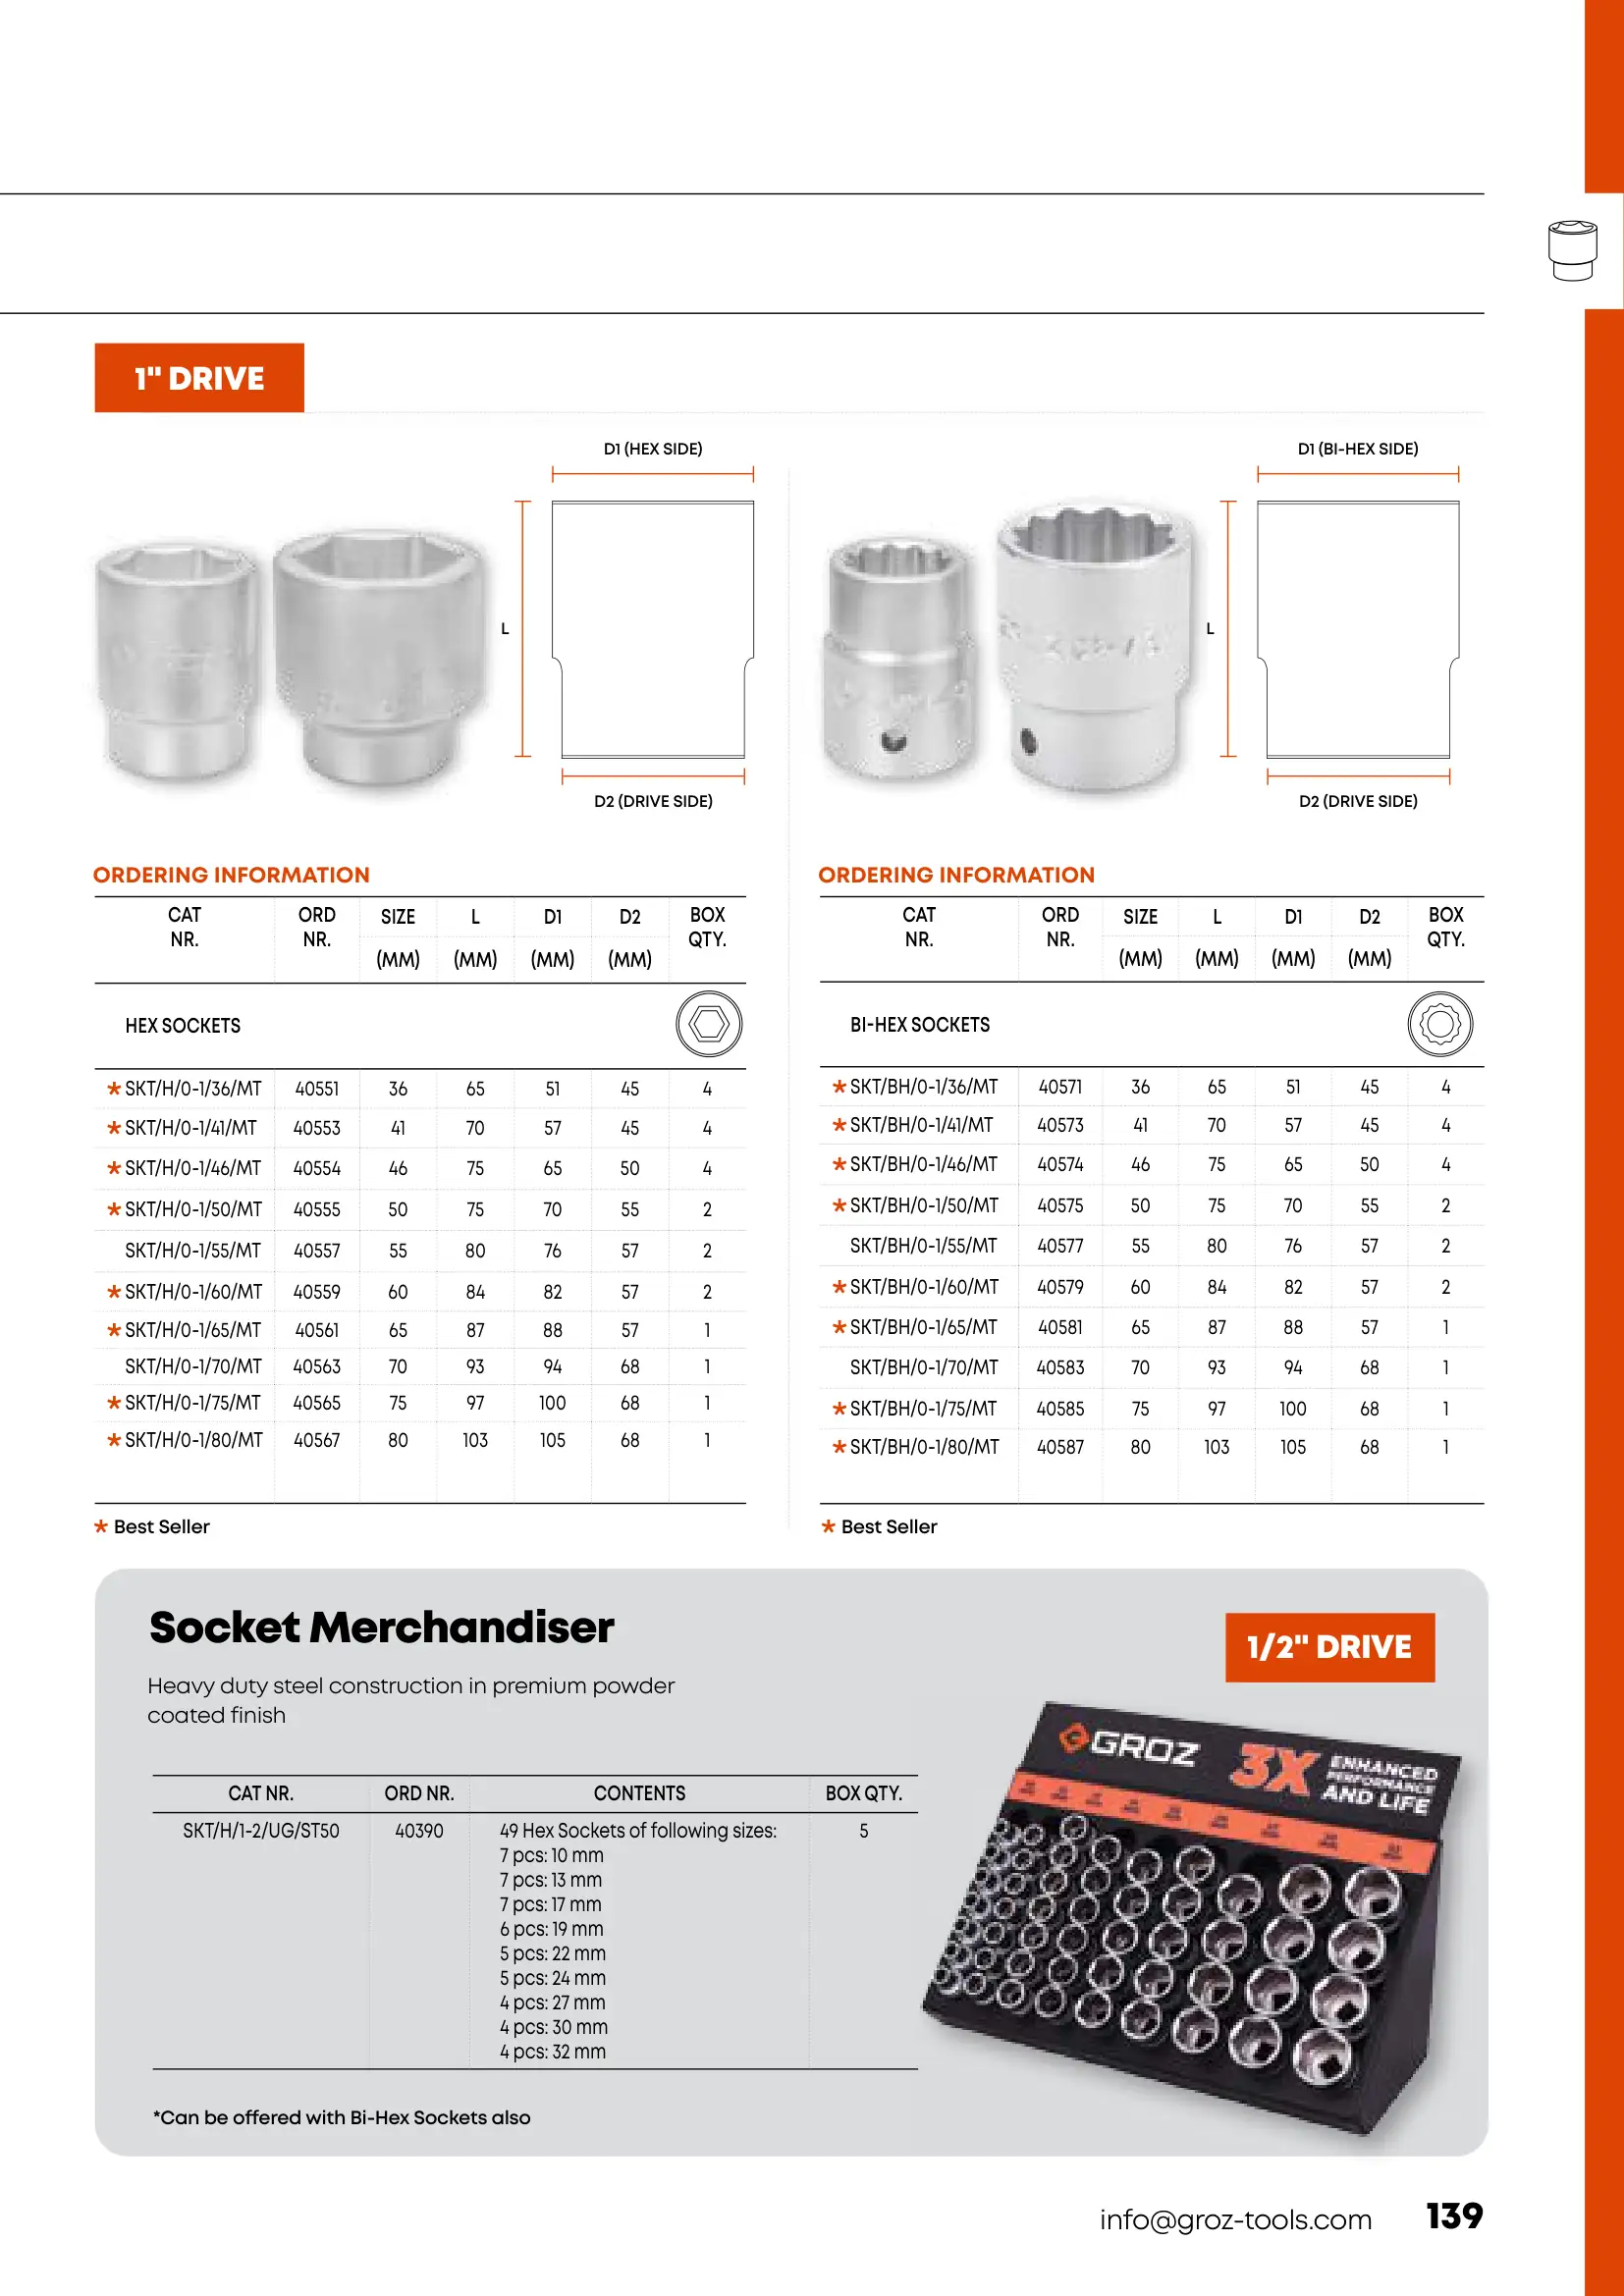 1" DRIVE
D1 (HEX SIDE)
L
D2 (DRIVE SIDE)
D1 (BI-HEX SIDE)
L
D2 (DRIVE SIDE)
ORDERING INFORMATION
CAT NR. ORD NR. SIZE (MM) L (MM) D1 (MM) D2 (MM) BOX QTY.
HEX SOCKETS
* SKT/H/0-1/36/MT 40551 36 65 51 45 4
* SKT/H/0-1/41/MT 40553 41 70 57 45 4
* SKT/H/0-1/46/MT 40554 46 75 65 50 4
* SKT/H/0-1/50/MT 40555 50 75 70 55 2
SKT/H/0-1/55/MT 40557 55 80 76 57 2
* SKT/H/0-1/60/MT 40559 60 84 82 57 2
* SKT/H/0-1/65/MT 40561 65 87 88 57 1
SKT/H/0-1/70/MT 40563 70 93 94 68 1
* SKT/H/0-1/75/MT 40565 75 97 100 68 1
* SKT/H/0-1/80/MT 40567 80 103 105 68 1
* Best Seller
ORDERING INFORMATION
CAT NR. ORD NR. SIZE (MM) L (MM) D1 (MM) D2 (MM) BOX QTY.
BI-HEX SOCKETS
* SKT/BH/0-1/36/MT 40571 36 65 51 45 4
* SKT/BH/0-1/41/MT 40573 41 70 57 45 4
* SKT/BH/0-1/46/MT 40574 46 75 65 50 4
* SKT/BH/0-1/50/MT 40575 50 75 70 55 2
SKT/BH/0-1/55/MT 40577 55 80 76 57 2
* SKT/BH/0-1/60/MT 40579 60 84 82 57 2
* SKT/BH/0-1/65/MT 40581 65 87 88 57 1
SKT/BH/0-1/70/MT 40583 70 93 94 68 1
* SKT/BH/0-1/75/MT 40585 75 97 100 68 1
* SKT/BH/0-1/80/MT 40587 80 103 105 68 1
* Best Seller
Socket Merchandiser
Heavy duty steel construction in premium powder
coated finish
1/2" DRIVE
CAT NR. ORD NR. CONTENTS BOX QTY.
SKT/H/1-2/UG/ST50 40390 49 Hex Sockets of following sizes: 5
7 pcs: 10 mm
7 pcs: 13 mm
7 pcs: 17 mm
6 pcs: 19 mm
5 pcs: 22 mm
5 pcs: 24 mm
4 pcs: 27 mm
4 pcs: 30 mm
4 pcs: 32 mm
*Can be offered with Bi-Hex Sockets also
GROZ
3X
ENHANCED
PERFORMANCE
AND LIFE
info@groz-tools.com 139